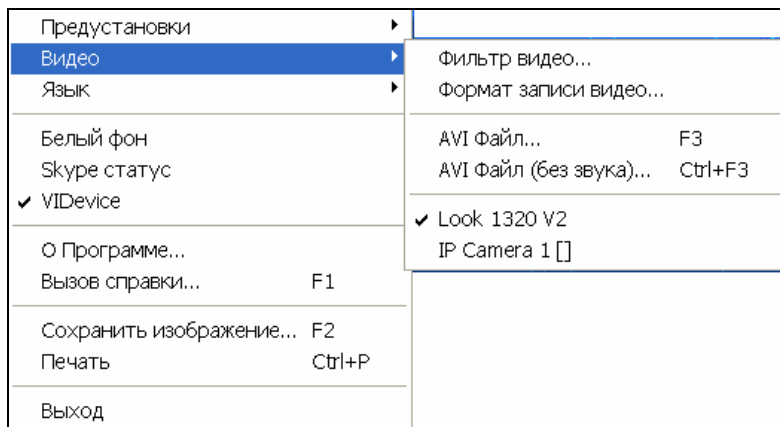 Предустановки
Видео
Язык
Белый фон
Skype статус
VIDevice
О Программе...
Вызов справки... F1
Сохранить изображение... F2
Печать Ctrl+P
Выход
Фильтр видео...
Формат записи видео...
AVI Файл... F3
AVI Файл (без звука)... Ctrl+F3
Look 1320 V2
IP Camera 1 []